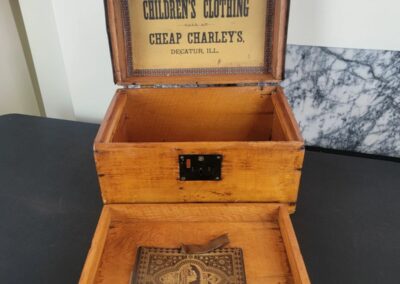 CHILDREN'S CLOTHING
CHEAP CHARLEY'S,
DECATUR, ILL.